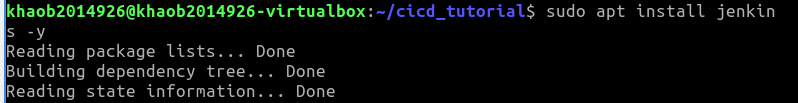 khaob2014926@khaob2014926-virtualbox:~/cicd_tutorial$ sudo apt install jenkin
s -y
Reading package lists... Done
Building dependency tree... Done
Reading state information... Done